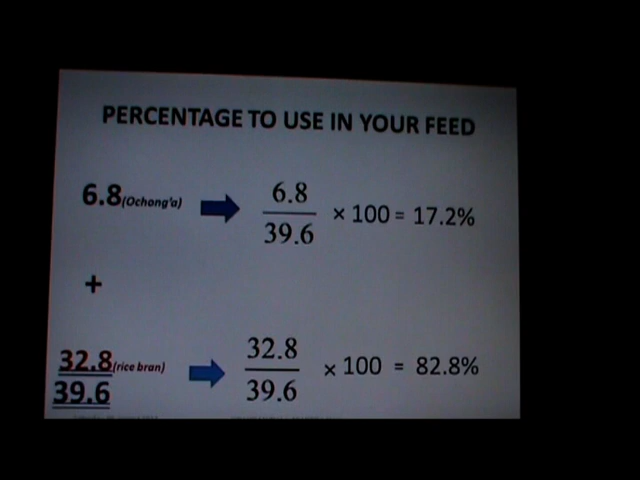 PERCENTAGE TO USE IN YOUR FEED
6.8(Ochong'a)
6.8
39.6
× 100 = 17.2%
+
32.8(rice bran)
39.6
32.8
39.6
× 100 = 82.8%